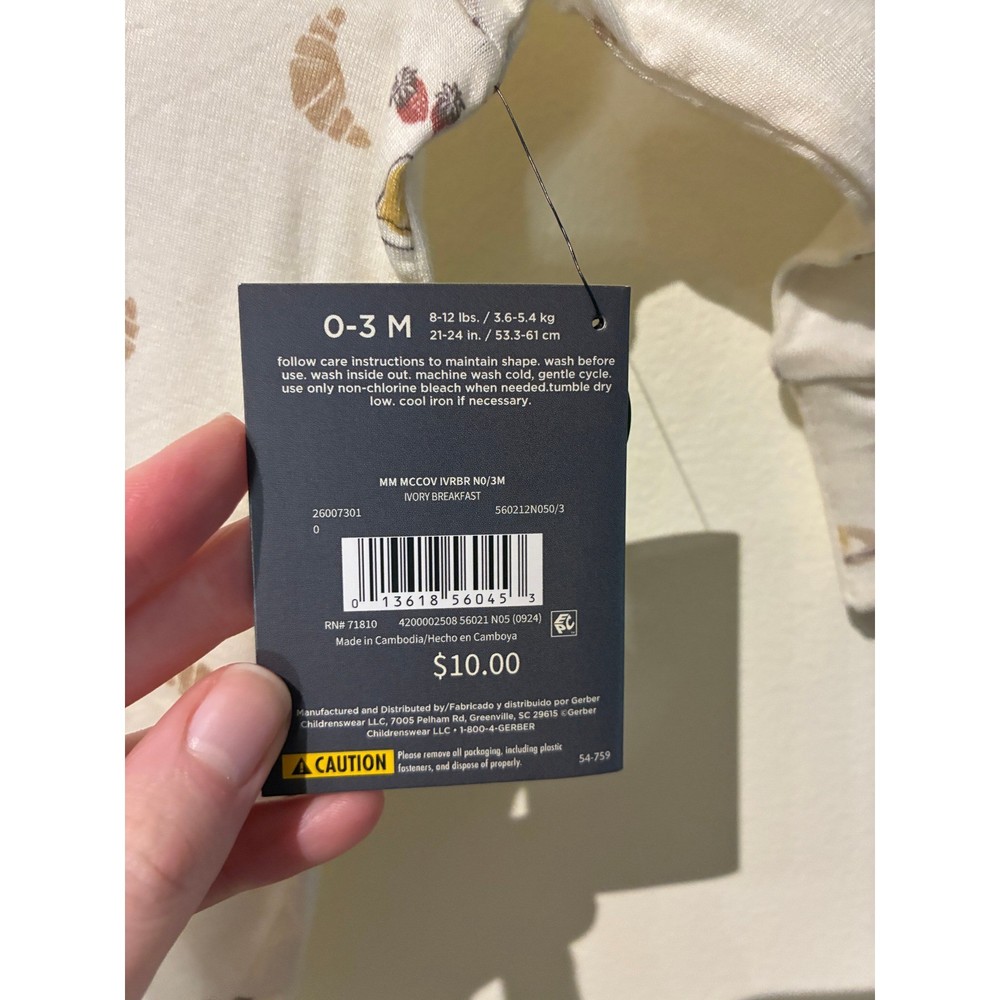 0-3 M
8-12 lbs. / 3.6-5.4 kg
21-24 in. / 53.3-61 cm
follow care instructions to maintain shape. wash before
use. wash inside out. machine wash cold, gentle cycle.
use only non-chlorine bleach when needed.tumble dry
low. cool iron if necessary.
MM MCCOV IVRBR N0/3M
IVORY BREAKFAST
26007301
0
560212N050/3
0 13618 56045 3
RN# 71810 4200002508 56021 N05 (0924)
EPC
Made in Cambodia/Hecho en Camboya
$10.00
Manufactured and Distributed by/Fabricado y distribuido por Gerber
Childrenswear LLC, 7005 Pelham Rd, Greenville, SC 29615 ©Gerber
Childrenswear LLC • 1-800-4-GERBER
CAUTION
Please remove all packaging, including plastic
fasteners, and dispose of properly.
54-759